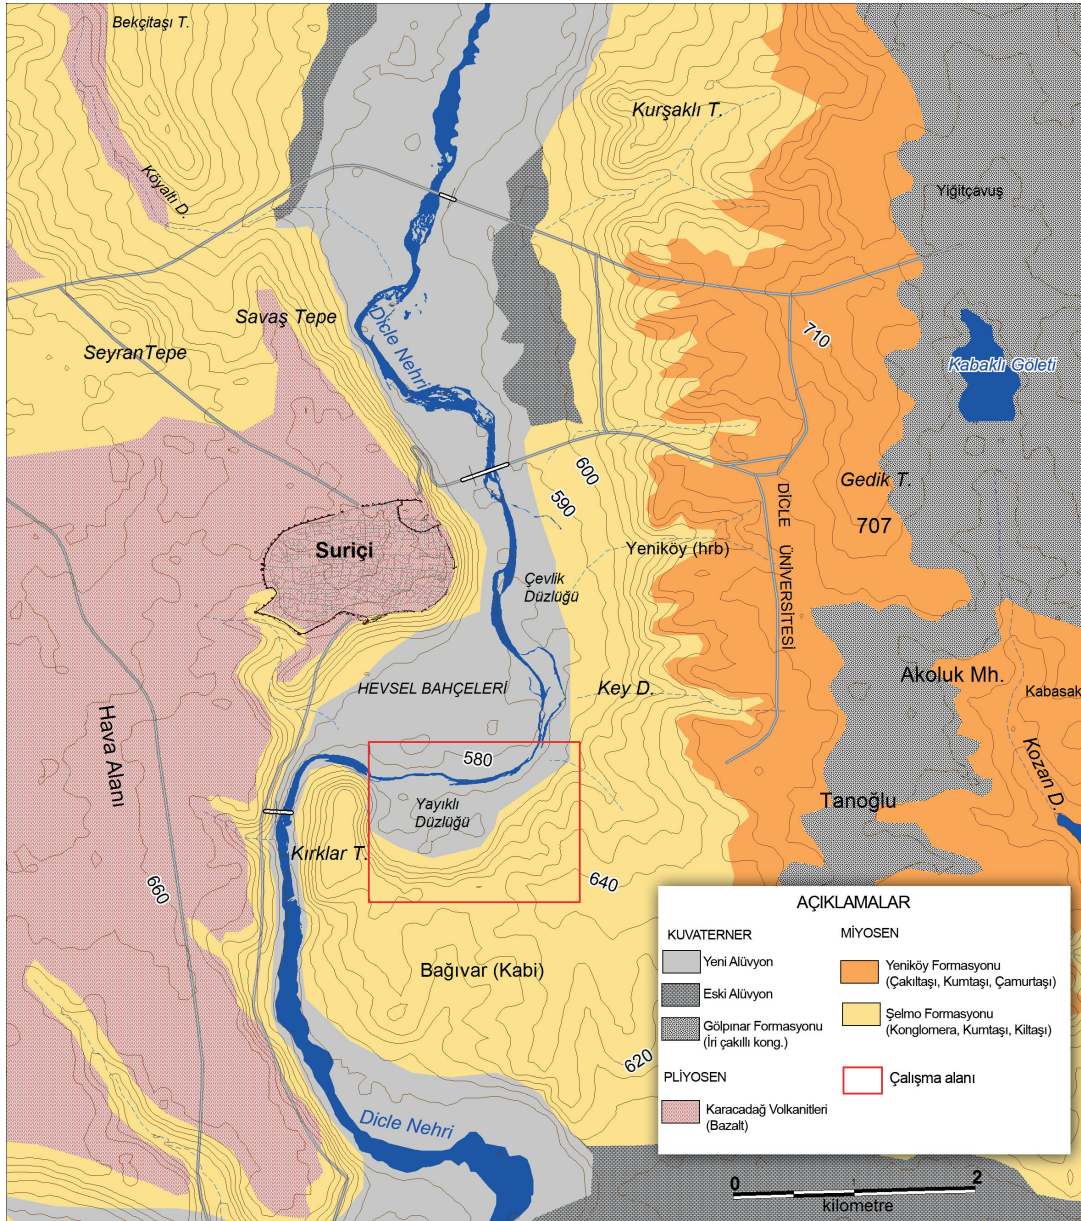 Bekçitaşı T.
Kurşaklı T.
Köyaltı D.
Yiğitçavuş
Savaş Tepe
Dicle Nehri
SeyranTepe
710
Kabaklı Göleti
600
590
Gedik T.
707
DİCLE ÜNİVERSİTESİ
Suriçi
Yeniköy (hrb)
Çevlik
Düzlüğü
HEVSEL BAHÇELERİ
Key D.
Akoluk Mh.
Kabasak
Hava Alanı
Kozan D.
580
Yayıklı
Düzlüğü
Tanoğlu
Kırklar T.
660
640
Bağıvar (Kabi)
620
Dicle Nehri
AÇIKLAMALAR
KUVATERNER
Yeni Alüvyon
Eski Alüvyon
Gölpınar Formasyonu
(İri çakıllı kong.)
PLİYOSEN
Karacadağ Volkanitleri
(Bazalt)
MİYOSEN
Yeniköy Formasyonu
(Çakıltaşı, Kumtaşı, Çamurtaşı)
Şelmo Formasyonu
(Konglomera, Kumtaşı, Kiltaşı)
Çalışma alanı
0 2
kilometre